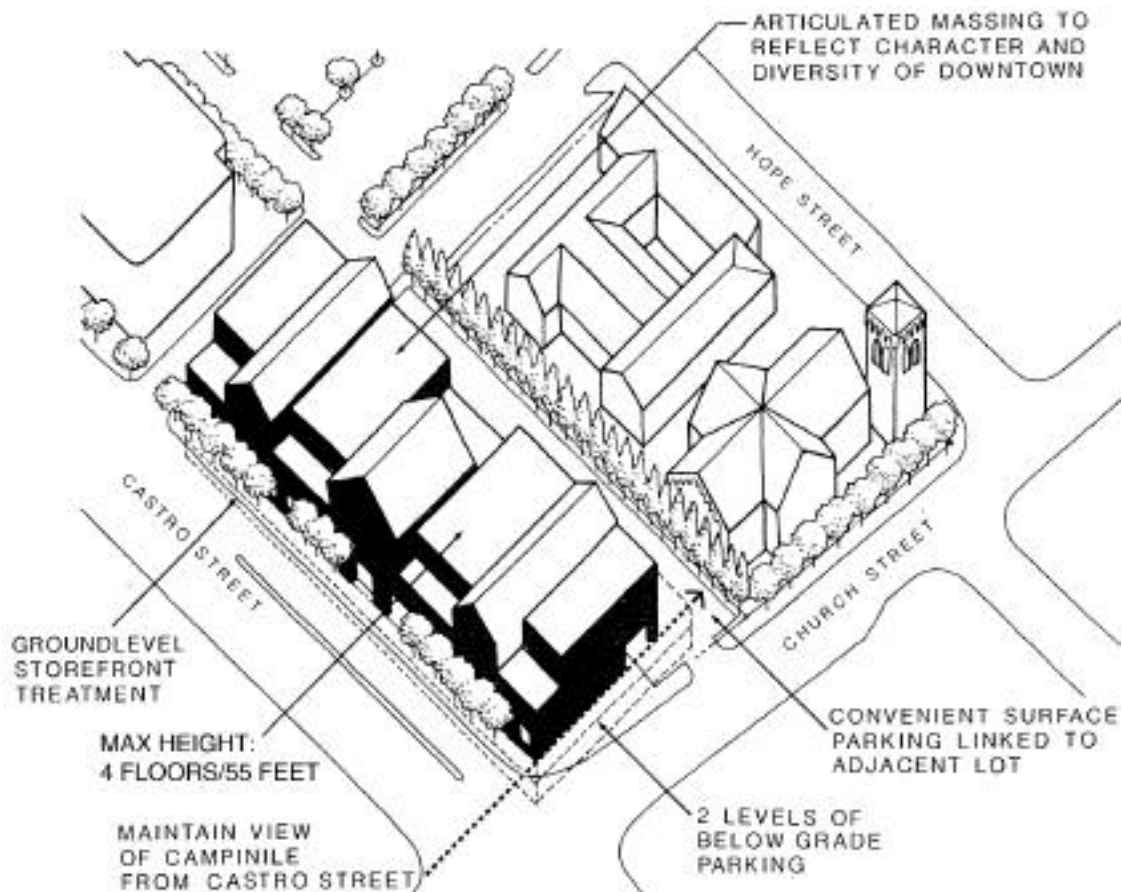 ARTICULATED MASSING TO
REFLECT CHARACTER AND
DIVERSITY OF DOWNTOWN
HOPE STREET
CASTRO STREET
CHURCH STREET
GROUNDLEVEL
STOREFRONT
TREATMENT
MAX HEIGHT:
4 FLOORS/55 FEET
CONVENIENT SURFACE
PARKING LINKED TO
ADJACENT LOT
2 LEVELS OF
BELOW GRADE
PARKING
MAINTAIN VIEW
OF CAMPINILE
FROM CASTRO STREET